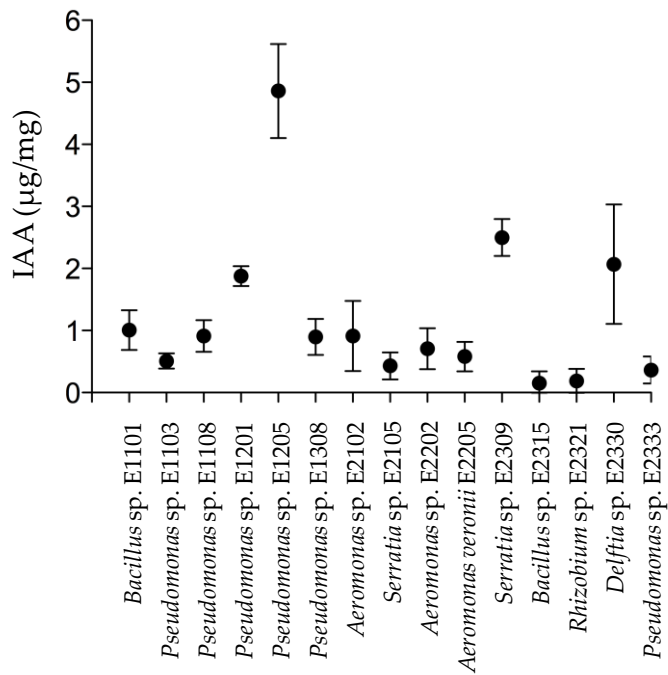 IAA (µg/mg)
6
5
4
3
2
1
0
Bacillus sp. E1101
Pseudomonas sp. E1103
Pseudomonas sp. E1108
Pseudomonas sp. E1201
Pseudomonas sp. E1205
Pseudomonas sp. E1308
Aeromonas sp. E2102
Serratia sp. E2105
Aeromonas sp. E2202
Aeromonas veronii E2205
Serratia sp. E2309
Bacillus sp. E2315
Rhizobium sp. E2321
Delftia sp. E2330
Pseudomonas sp. E2333